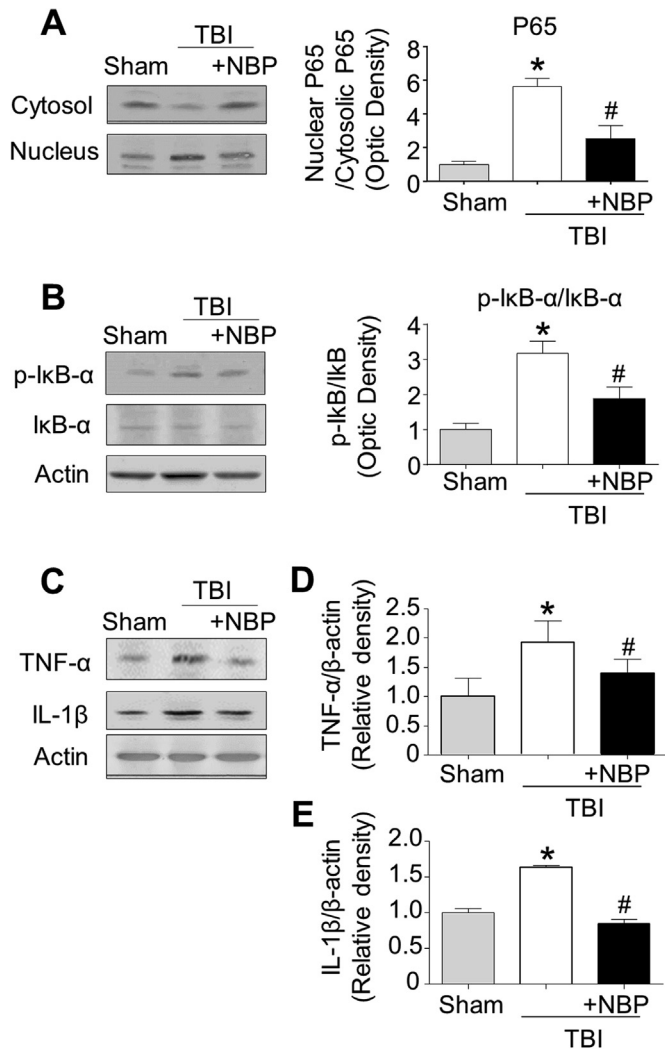 A
TBI
Sham +NBP
Cytosol
Nucleus
P65
Nuclear P65
/Cytosolic P65
(Optic Density)
8
6
4
2
0
*
#
Sham +NBP
TBI
B
TBI
Sham +NBP
p-IκB-α
IκB-α
Actin
p-IκB-α/IκB-α
p-IkB/IkB
(Optic Density)
4
3
2
1
0
*
#
Sham +NBP
TBI
C
TBI
Sham +NBP
TNF-α
IL-1β
Actin
D
TNF-α/β-actin
(Relative density)
2.5
2.0
1.5
1.0
0.5
0
*
#
Sham +NBP
TBI
E
IL-1β/β-actin
(Relative density)
2.0
1.5
1.0
0.5
0
*
#
Sham +NBP
TBI